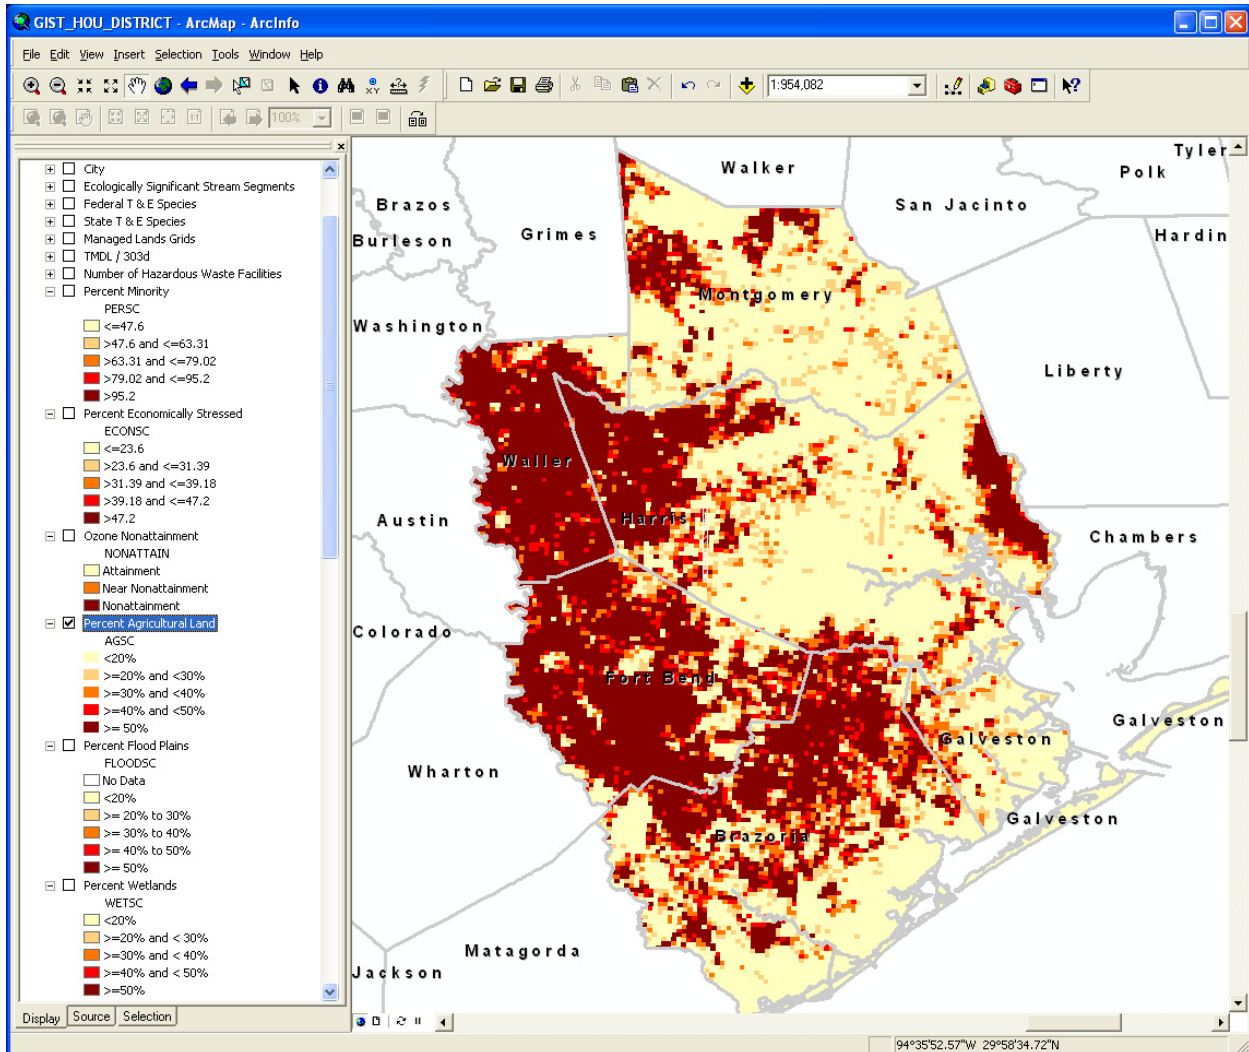 GIST_HOU_DISTRICT - ArcMap - ArcInfo
File Edit View Insert Selection Tools Window Help
1:954,082
100%
City
Ecologically Significant Stream Segments
Federal T & E Species
State T & E Species
Managed Lands Grids
TMDL / 303d
Number of Hazardous Waste Facilities
Percent Minority
PERSC
<=47.6
>47.6 and <=63.31
>63.31 and <=79.02
>79.02 and <=95.2
>95.2
Percent Economically Stressed
ECONSC
<=23.6
>23.6 and <=31.39
>31.39 and <=39.18
>39.18 and <=47.2
>47.2
Ozone Nonattainment
NONATTAIN
Attainment
Near Nonattainment
Nonattainment
Percent Agricultural Land
AGSC
<20%
>=20% and <30%
>=30% and <40%
>=40% and <50%
>= 50%
Percent Flood Plains
FLOODSC
No Data
<20%
>= 20% to 30%
>= 30% to 40%
>= 40% to 50%
>= 50%
Percent Wetlands
WETSC
<20%
>=20% and < 30%
>=30% and < 40%
>=40% and < 50%
>=50%
Display Source Selection
Tyler
Walker
Polk
Brazos
San Jacinto
Burleson
Grimes
Hardin
Montgomery
Washington
Liberty
Waller
Austin
Harris
Chambers
Colorado
Fort Bend
Galveston
Galveston
Wharton
Galveston
Brazoria
Matagorda
Jackson
94°35'52.57"W 29°58'34.72"N